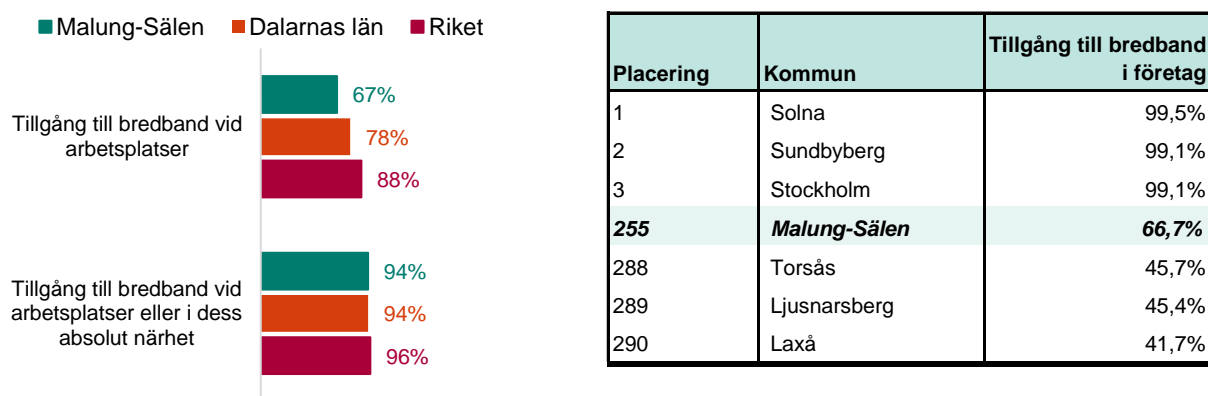 Malung-Sälen Dalarnas län Riket
Tillgång till bredband vid
arbetsplatser
67%
78%
88%
Tillgång till bredband vid
arbetsplatser eller i dess
absolut närhet
94%
94%
96%
Placering Kommun Tillgång till bredband
i företag
1 Solna 99,5%
2 Sundbyberg 99,1%
3 Stockholm 99,1%
255 Malung-Sälen 66,7%
288 Torsås 45,7%
289 Ljusnarsberg 45,4%
290 Laxå 41,7%